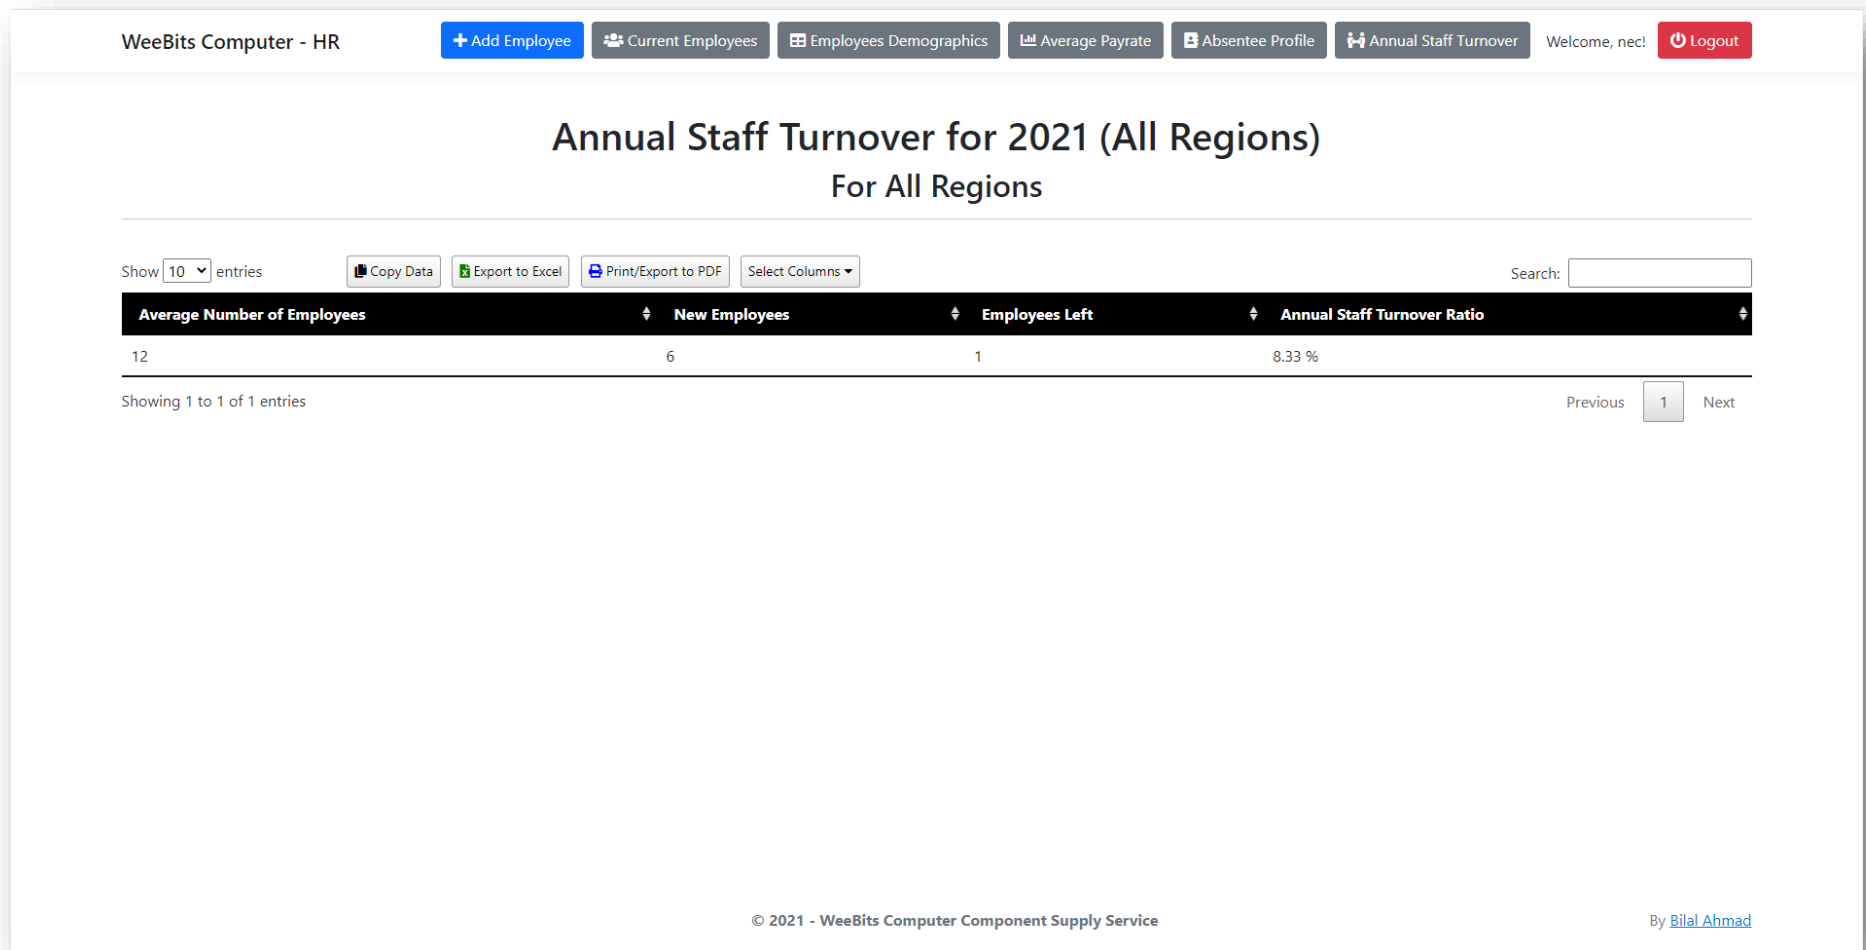 WeeBits Computer - HR
Add Employee
Current Employees
Employees Demographics
Average Payrate
Absentee Profile
Annual Staff Turnover
Welcome, nec!
Logout
Annual Staff Turnover for 2021 (All Regions)
For All Regions
Show 10 entries
Copy Data
Export to Excel
Print/Export to PDF
Select Columns
Search:
Average Number of Employees New Employees Employees Left Annual Staff Turnover Ratio
12 6 1 8.33 %
Showing 1 to 1 of 1 entries
Previous 1 Next
© 2021 - WeeBits Computer Component Supply Service
By Bilal Ahmad